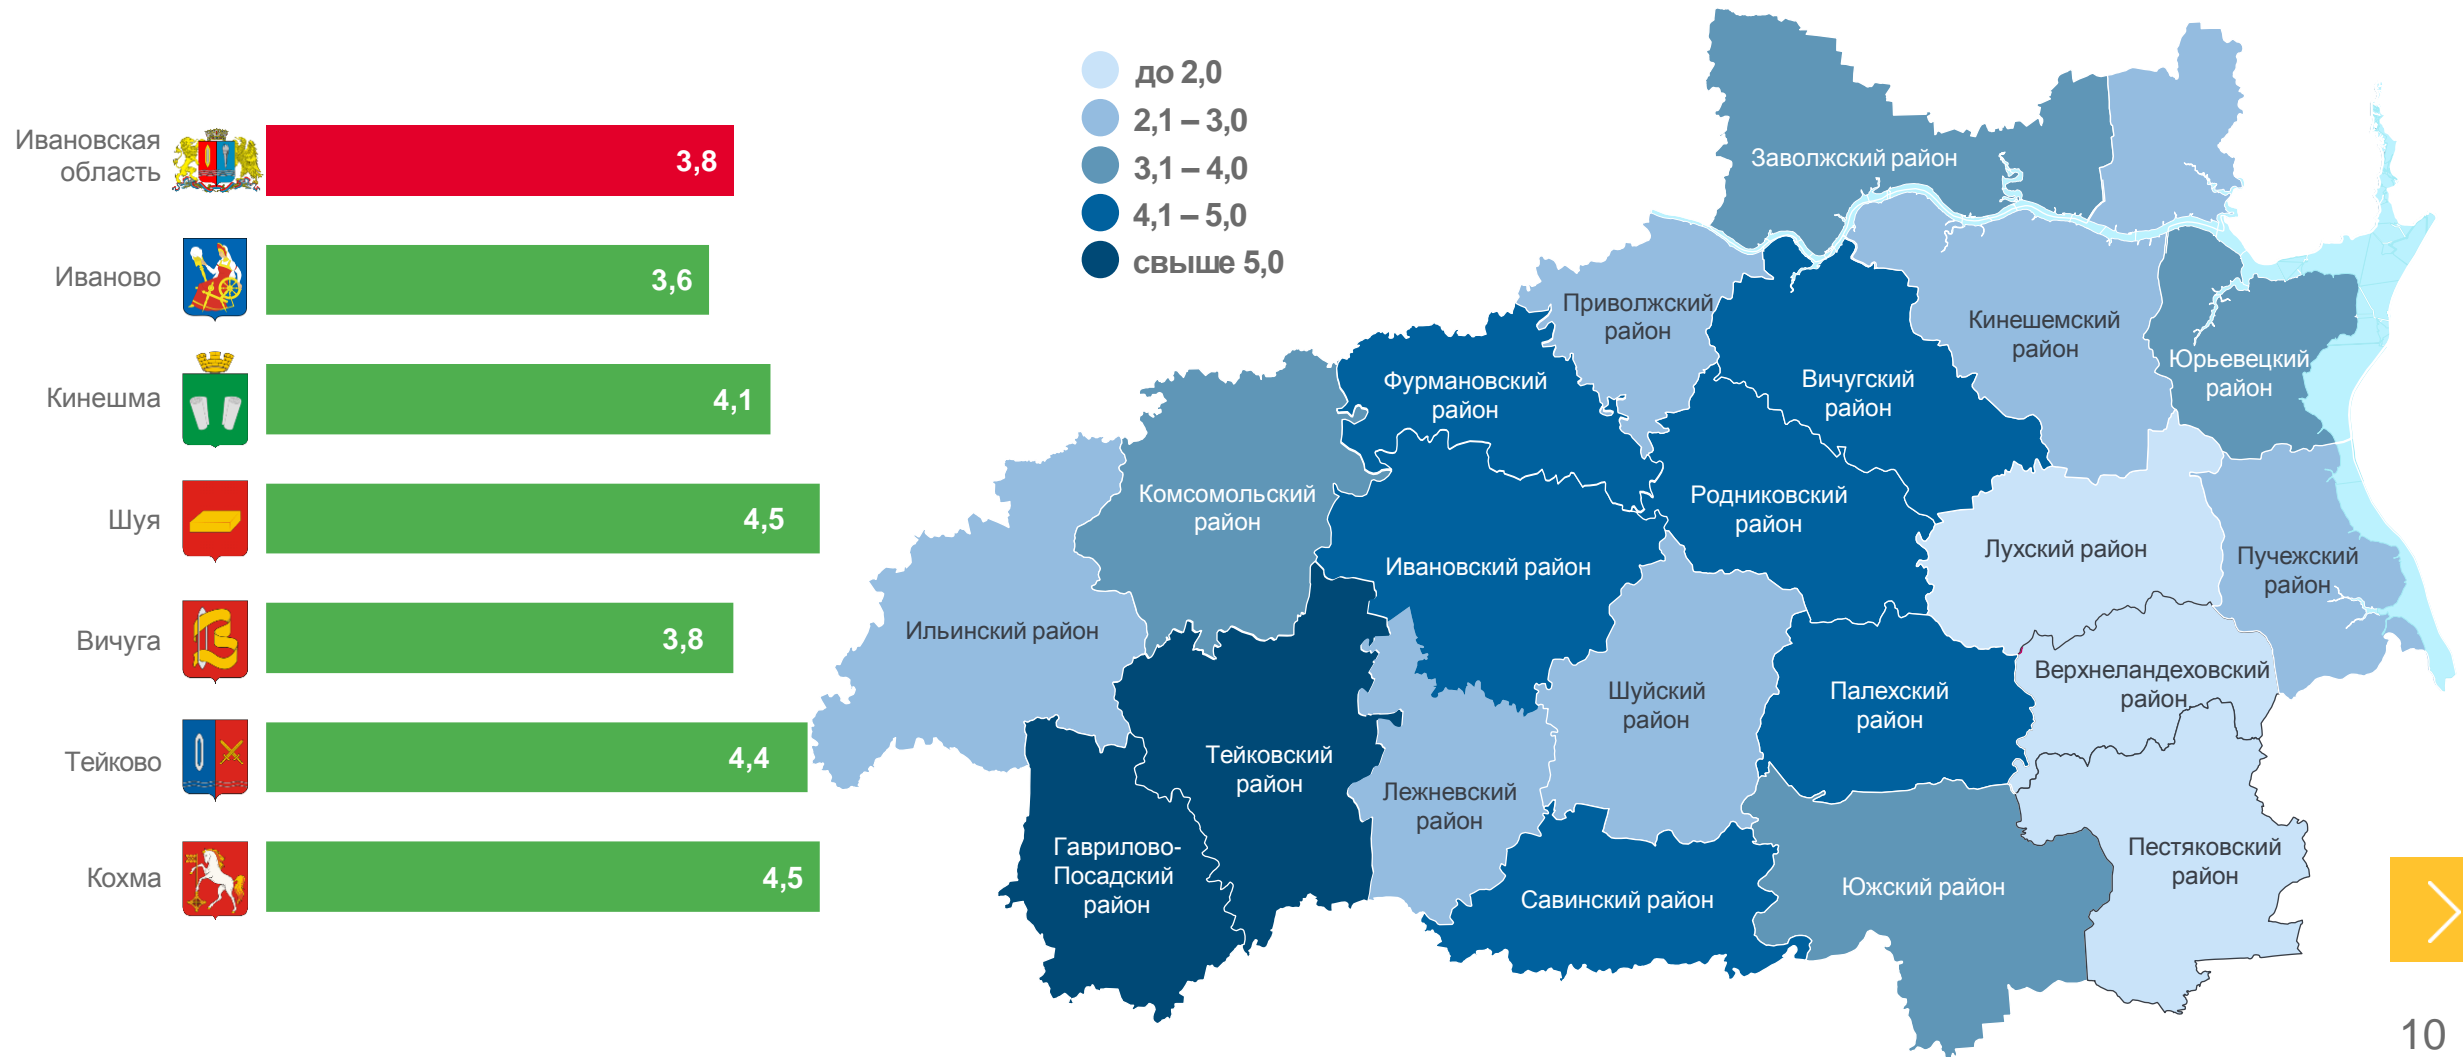 Ивановская
область
3,8
Иваново
3,6
Кинешма
4,1
Шуя
4,5
Вичуга
3,8
Тейково
4,4
Кохма
4,5
до 2,0
2,1 – 3,0
3,1 – 4,0
4,1 – 5,0
свыше 5,0
Заволжский район
Приволжский
район
Кинешемский
район
Юрьевецкий
район
Фурмановский
район
Вичугский
район
Комсомольский
район
Родниковский
район
Ивановский район
Лухский район
Пучежский
район
Ильинский район
Шуйский
район
Палехский
район
Верхнеландеховский
район
Тейковский
район
Лежневский
район
Гаврилово-
Посадский
район
Савинский район
Южский район
Пестяковский
район
10